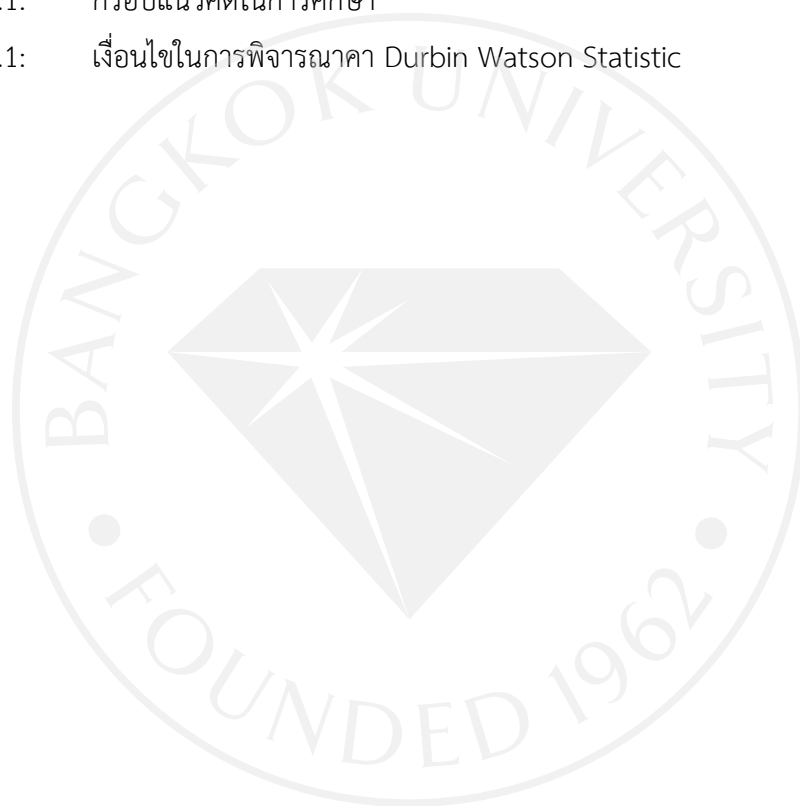 .1: กรอบแนวคิดในการศึกษา
.1: เงื่อนไขในการพิจารณาคา Durbin Watson Statistic
BANGKOK UNIVERSITY
FOUNDED 1962